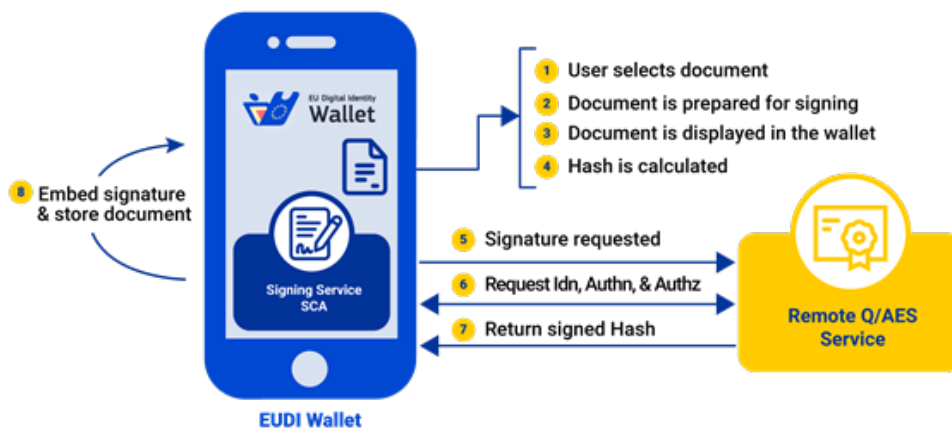 EU Digital Identity
Wallet
1 User selects document
2 Document is prepared for signing
3 Document is displayed in the wallet
4 Hash is calculated
8 Embed signature
& store document
Signing Service
SCA
5 Signature requested
6 Request Idn, Authn, & Authz
7 Return signed Hash
Remote Q/AES
Service
EUDI Wallet